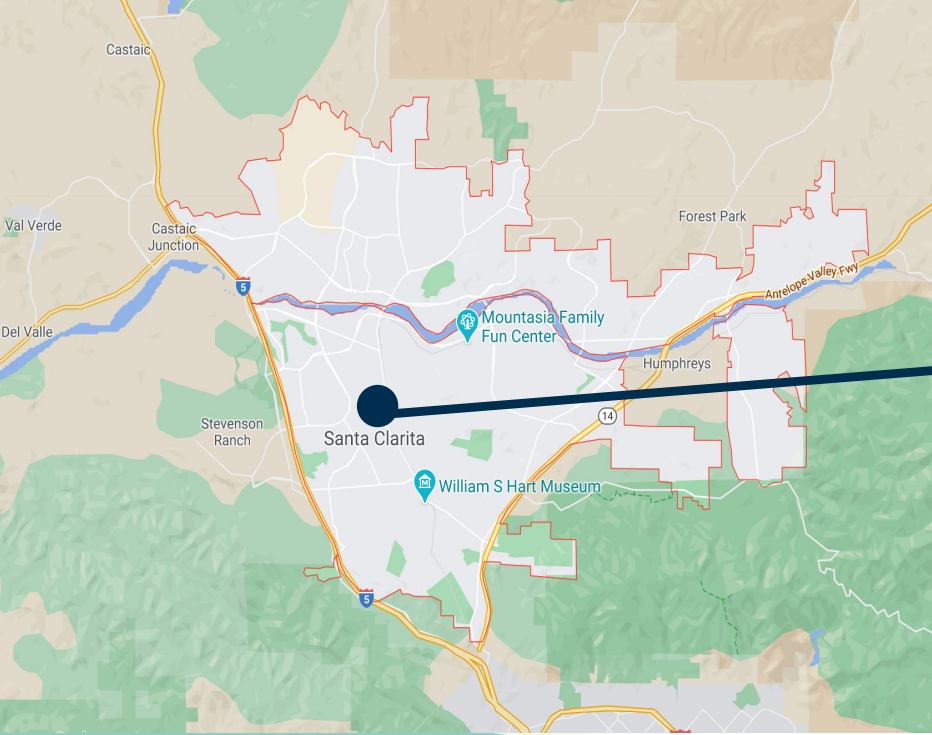 Castaic
Val Verde
Castaic
Junction
Forest Park
Antelope Valley Fwy
5
Mountasia Family
Fun Center
Del Valle
Humphreys
14
Stevenson
Ranch
Santa Clarita
William S Hart Museum
5